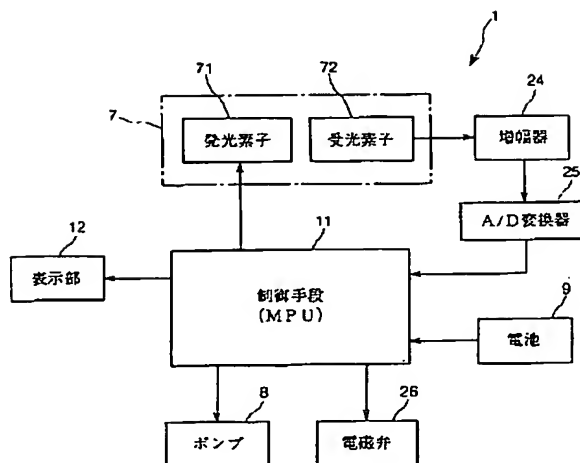 1
71
72
24
7
発光素子
受光素子
増幅器
25
A/D変換器
12
11
表示部
制御手段
(MPU)
9
電池
8
26
ポンプ
電磁弁